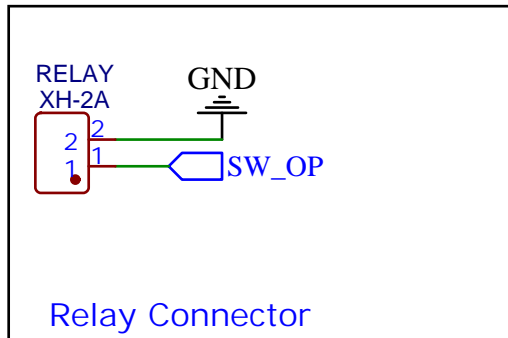 RELAY
XH-2A
GND
2 2
1 1
SW_OP
Relay Connector